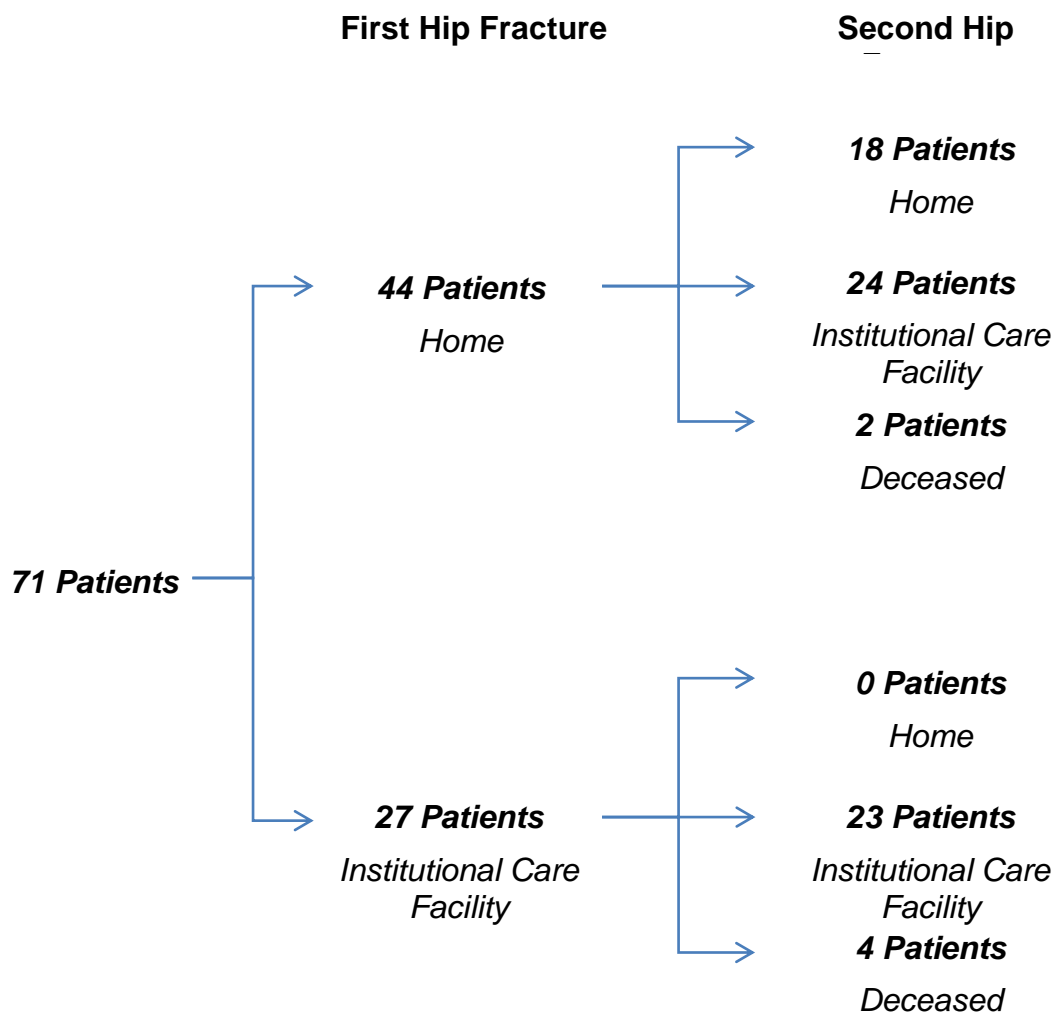 First Hip Fracture
Second Hip
18 Patients
Home
44 Patients
Home
24 Patients
Institutional Care
Facility
2 Patients
Deceased
71 Patients
0 Patients
Home
27 Patients
Institutional Care
Facility
23 Patients
Institutional Care
Facility
4 Patients
Deceased